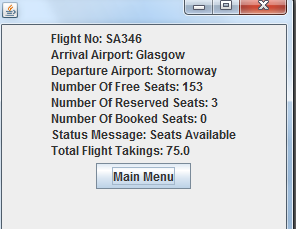 Flight No: SA346
Arrival Airport: Glasgow
Departure Airport: Stornoway
Number Of Free Seats: 153
Number Of Reserved Seats: 3
Number Of Booked Seats: 0
Status Message: Seats Available
Total Flight Takings: 75.0
Main Menu